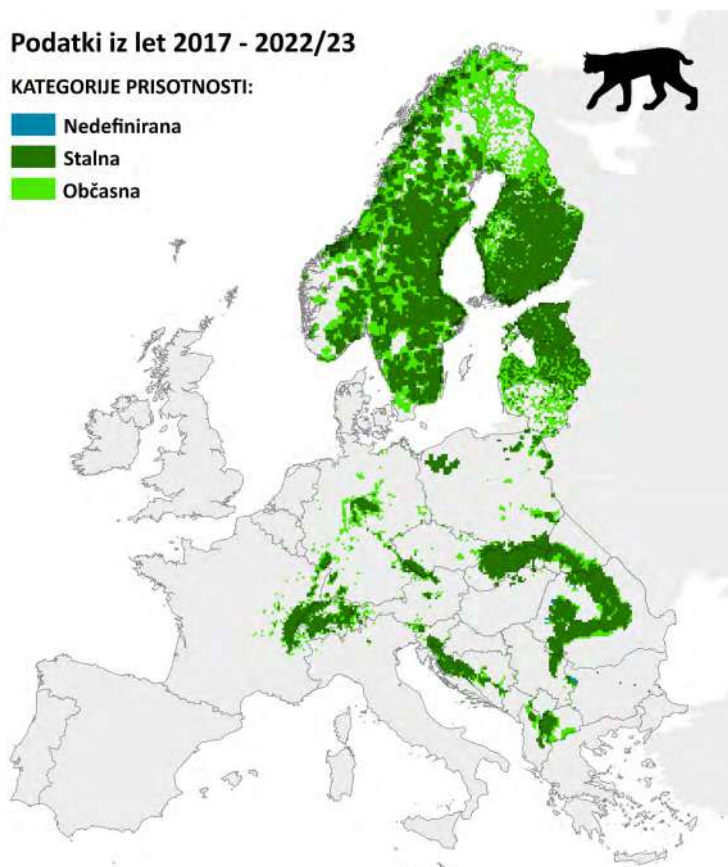 Podatki iz let 2017 - 2022/23
KATEGORIJE PRISOTNOSTI:
Nedefinirana
Stalna
Občasna